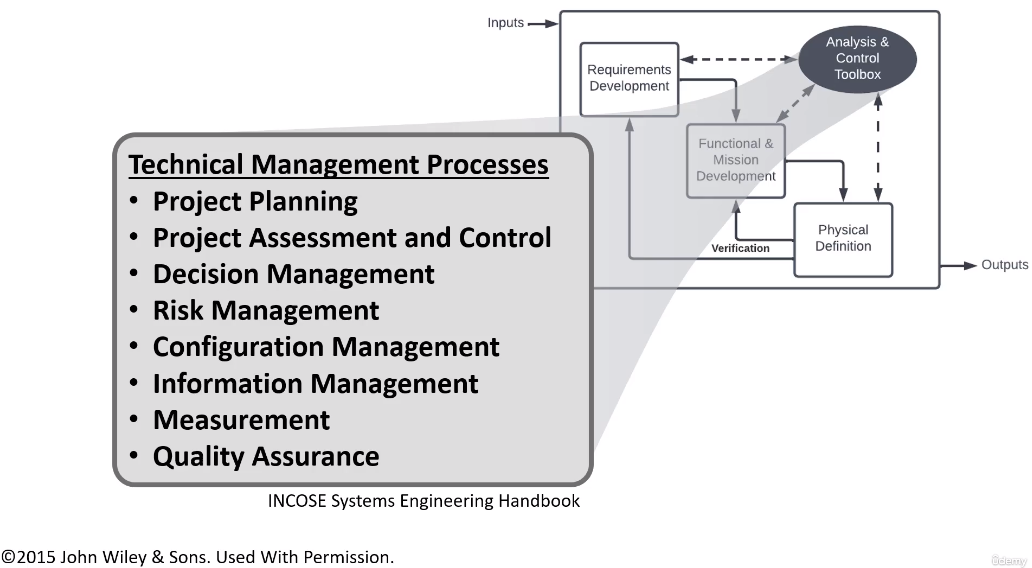 Inputs
Analysis &
Control
Toolbox
Requirements
Development
Functional &
Mission
Development
Physical
Definition
Verification
Outputs
Technical Management Processes
• Project Planning
• Project Assessment and Control
• Decision Management
• Risk Management
• Configuration Management
• Information Management
• Measurement
• Quality Assurance
INCOSE Systems Engineering Handbook
©2015 John Wiley & Sons. Used With Permission.
ûdemy